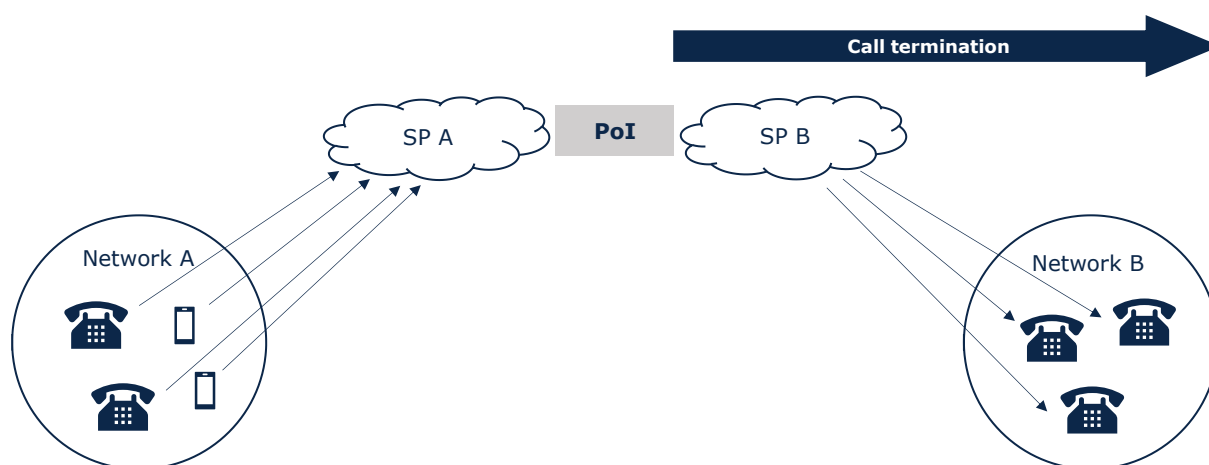 Call termination
SP A
PoI
SP B
Network A
Network B